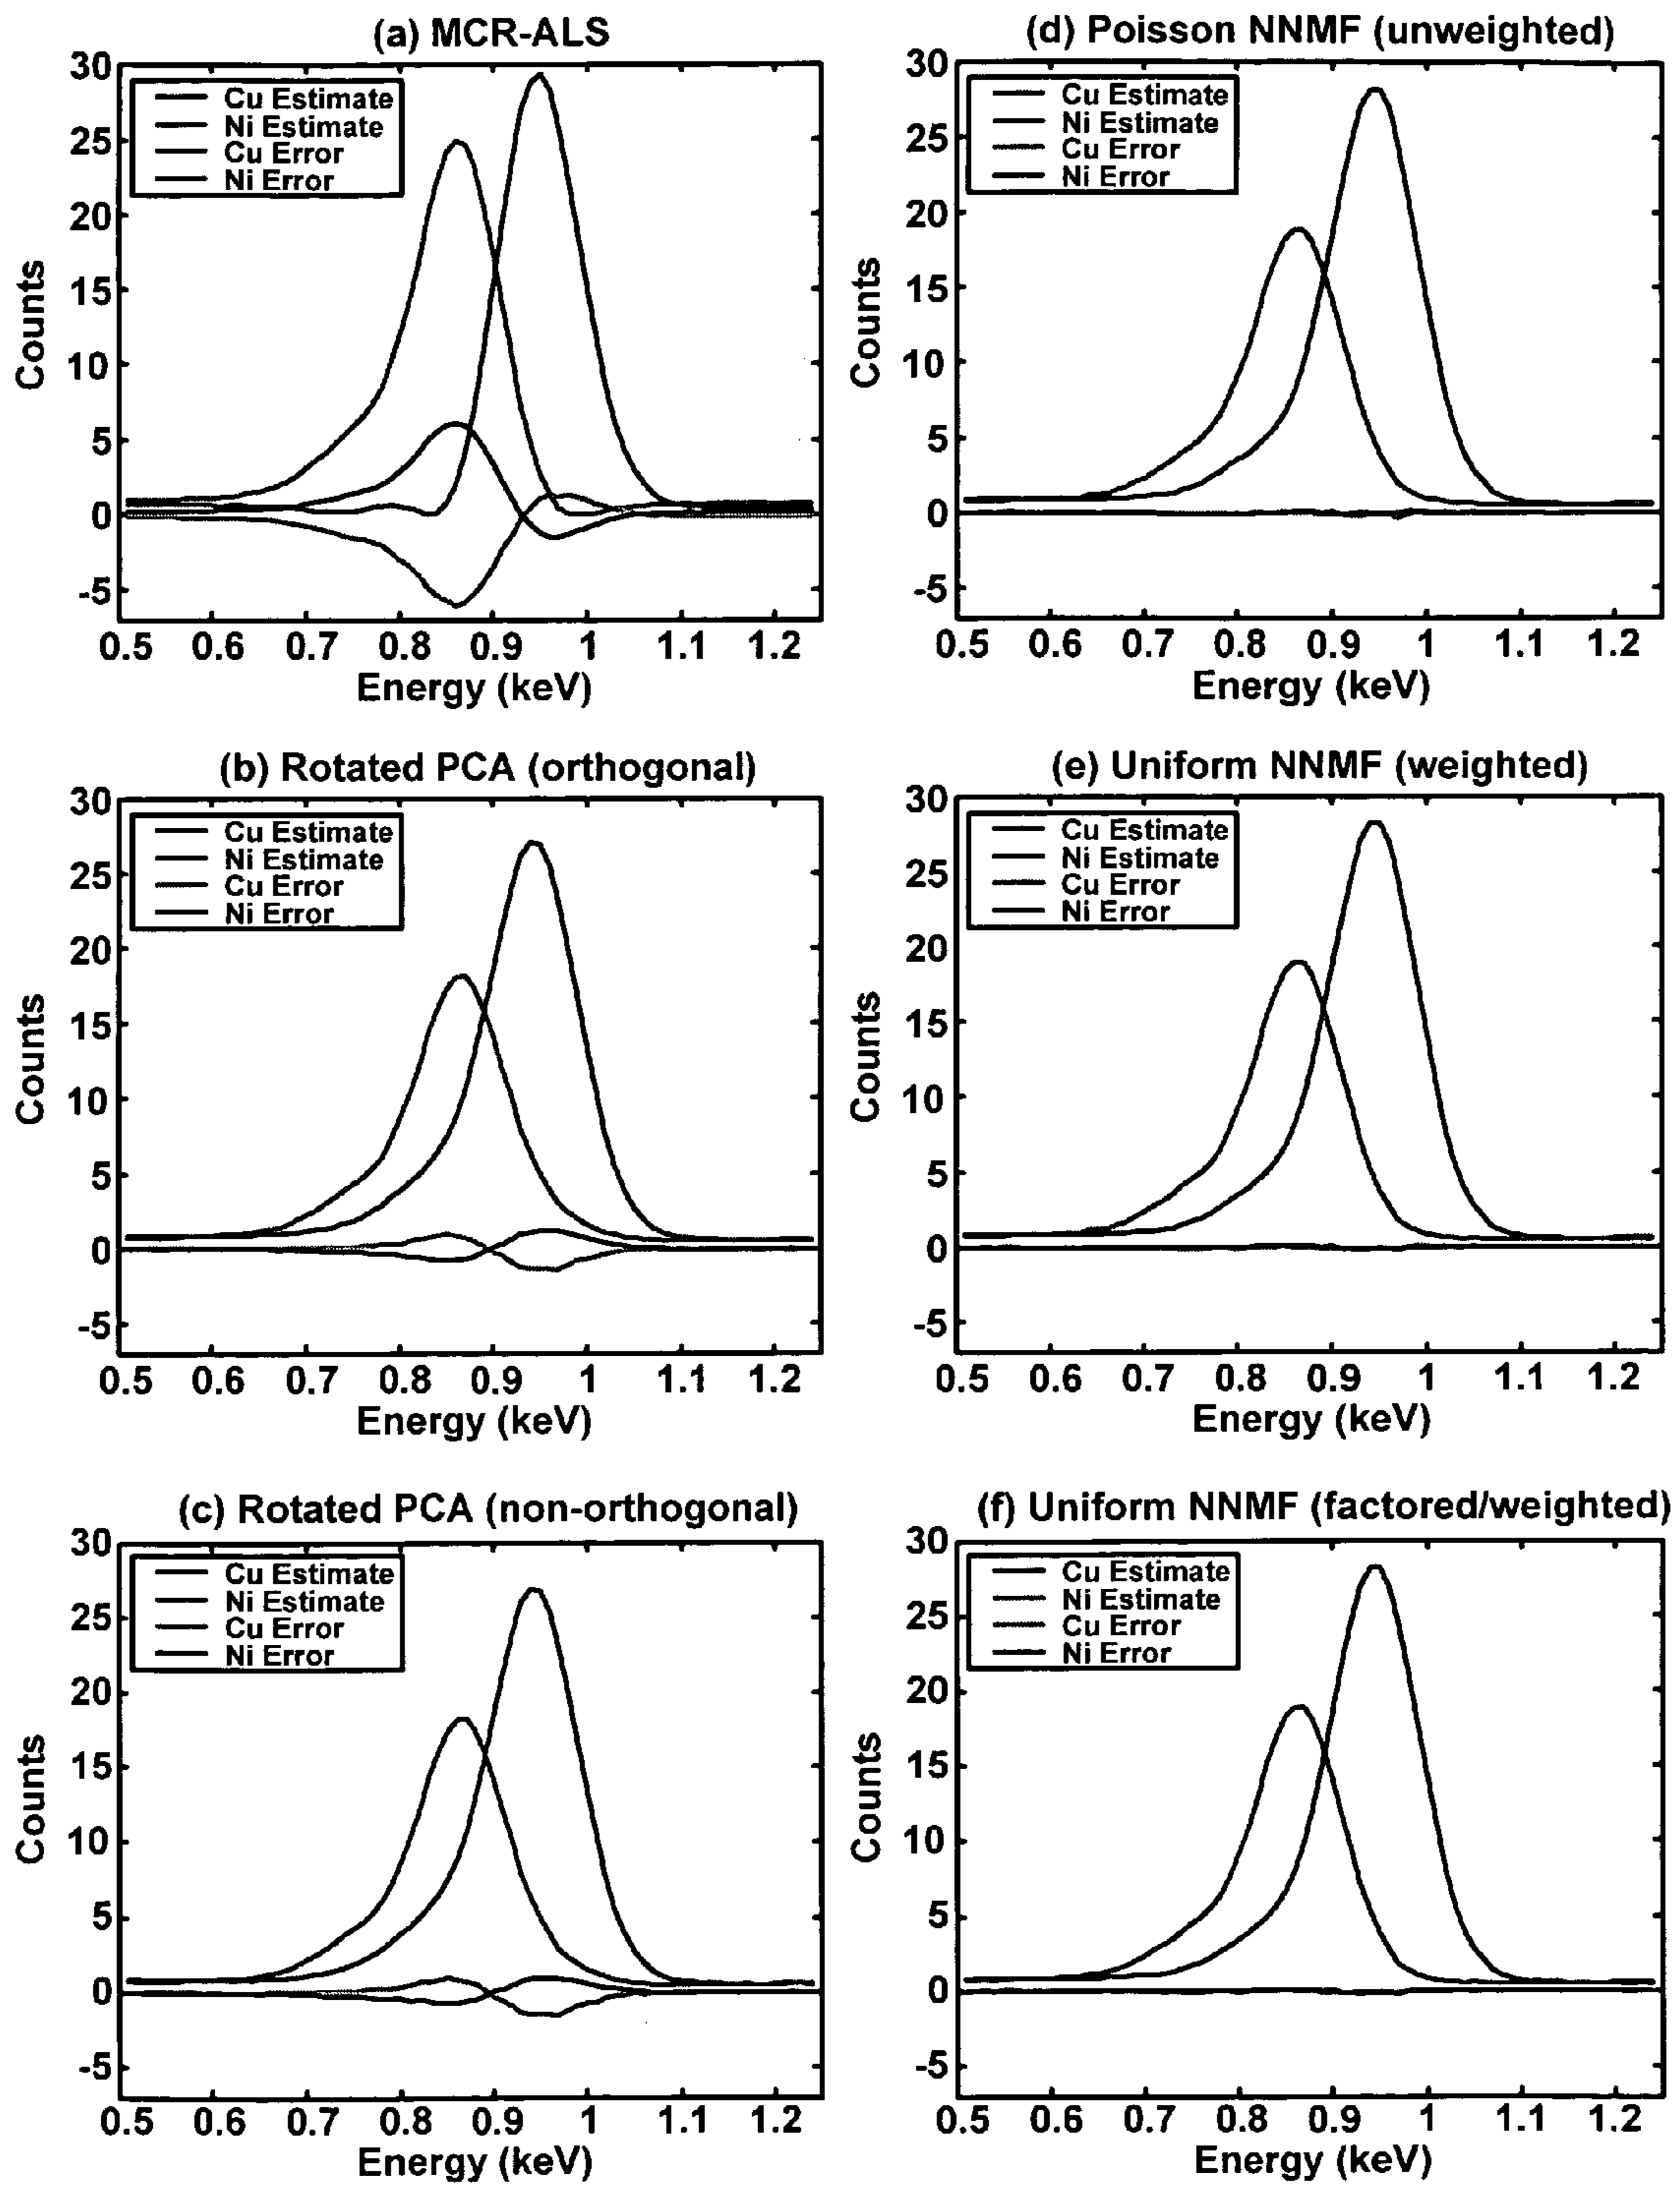 (a) MCR-ALS
30
25
20
15
10
5
0
-5
Counts
Cu Estimate
Ni Estimate
Cu Error
Ni Error
0.5 0.6 0.7 0.8 0.9 1 1.1 1.2
Energy (keV)
(d) Poisson NNMF (unweighted)
30
25
20
15
10
5
0
-5
Counts
Cu Estimate
Ni Estimate
Cu Error
Ni Error
0.5 0.6 0.7 0.8 0.9 1 1.1 1.2
Energy (keV)
(b) Rotated PCA (orthogonal)
30
25
20
15
10
5
0
-5
Counts
Cu Estimate
Ni Estimate
Cu Error
Ni Error
0.5 0.6 0.7 0.8 0.9 1 1.1 1.2
Energy (keV)
(e) Uniform NNMF (weighted)
30
25
20
15
10
5
0
-5
Counts
Cu Estimate
Ni Estimate
Cu Error
Ni Error
0.5 0.6 0.7 0.8 0.9 1 1.1 1.2
Energy (keV)
(c) Rotated PCA (non-orthogonal)
30
25
20
15
10
5
0
-5
Counts
Cu Estimate
Ni Estimate
Cu Error
Ni Error
0.5 0.6 0.7 0.8 0.9 1 1.1 1.2
Energy (keV)
(f) Uniform NNMF (factored/weighted)
30
25
20
15
10
5
0
-5
Counts
Cu Estimate
Ni Estimate
Cu Error
Ni Error
0.5 0.6 0.7 0.8 0.9 1 1.1 1.2
Energy (keV)